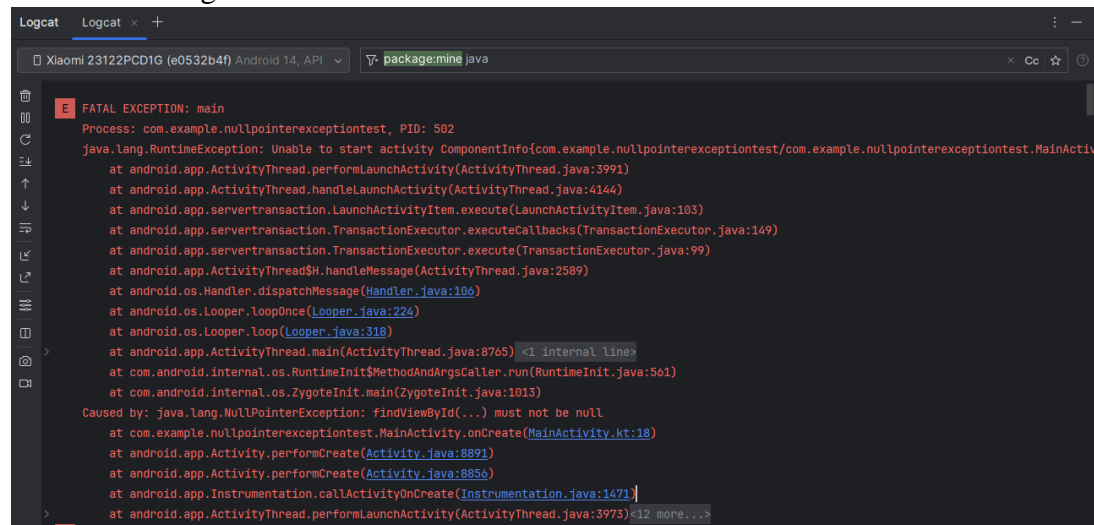 Logcat Logcat × +
Xiaomi 23122PCD1G (e0532b4f) Android 14, API
package:mine java
Cc
E FATAL EXCEPTION: main
Process: com.example.nullpointerexceptiontest, PID: 502
java.lang.RuntimeException: Unable to start activity ComponentInfo{com.example.nullpointerexceptiontest/com.example.nullpointerexceptiontest.MainActiv
at android.app.ActivityThread.performLaunchActivity(ActivityThread.java:3991)
at android.app.ActivityThread.handleLaunchActivity(ActivityThread.java:4144)
at android.app.servertransaction.LaunchActivityItem.execute(LaunchActivityItem.java:103)
at android.app.servertransaction.TransactionExecutor.executeCallbacks(TransactionExecutor.java:149)
at android.app.servertransaction.TransactionExecutor.execute(TransactionExecutor.java:99)
at android.app.ActivityThread$H.handleMessage(ActivityThread.java:2589)
at android.os.Handler.dispatchMessage(Handler.java:106)
at android.os.Looper.loopOnce(Looper.java:224)
at android.os.Looper.loop(Looper.java:318)
at android.app.ActivityThread.main(ActivityThread.java:8765) <1 internal line>
at com.android.internal.os.RuntimeInit$MethodAndArgsCaller.run(RuntimeInit.java:561)
at com.android.internal.os.ZygoteInit.main(ZygoteInit.java:1013)
Caused by: java.lang.NullPointerException: findViewById(...) must not be null
at com.example.nullpointerexceptiontest.MainActivity.onCreate(MainActivity.kt:18)
at android.app.Activity.performCreate(Activity.java:8891)
at android.app.Activity.performCreate(Activity.java:8856)
at android.app.Instrumentation.callActivityOnCreate(Instrumentation.java:1471)
at android.app.ActivityThread.performLaunchActivity(ActivityThread.java:3973) <12 more...>